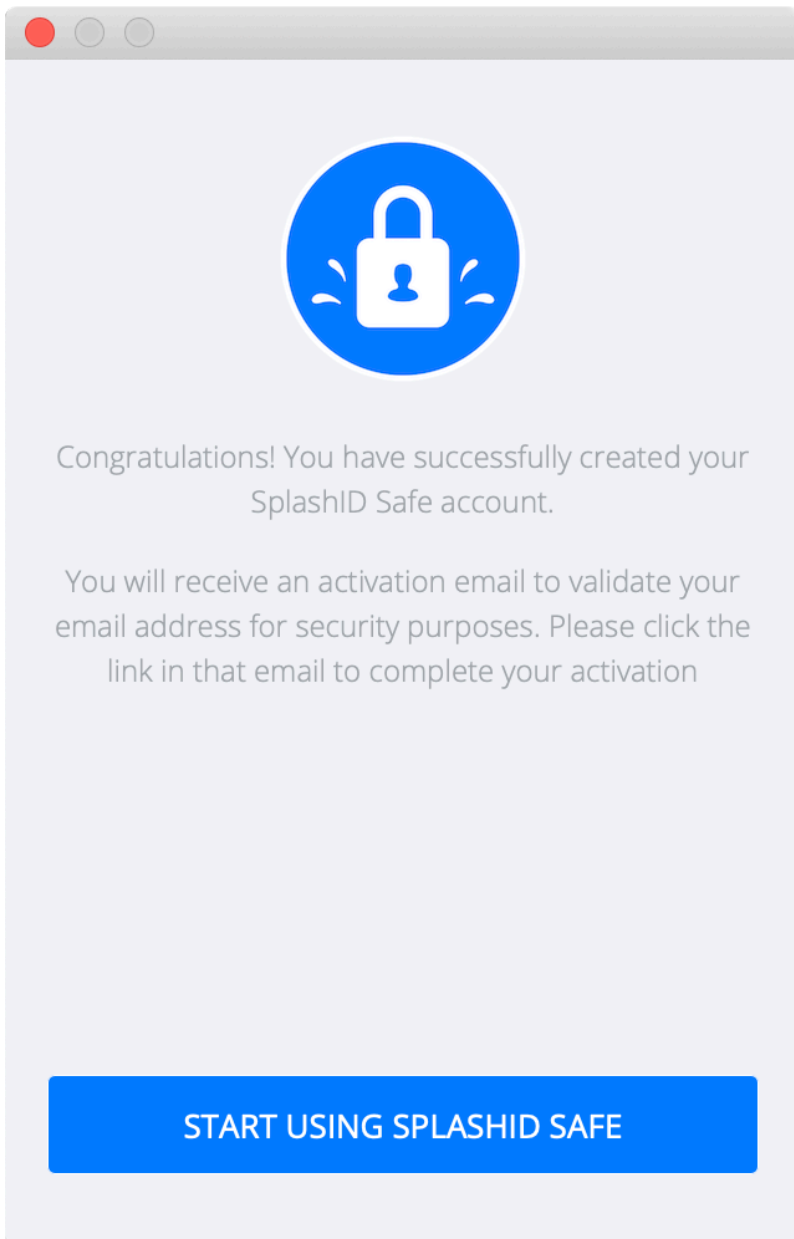 Congratulations! You have successfully created your
SplashID Safe account.
You will receive an activation email to validate your
email address for security purposes. Please click the
link in that email to complete your activation
START USING SPLASHID SAFE